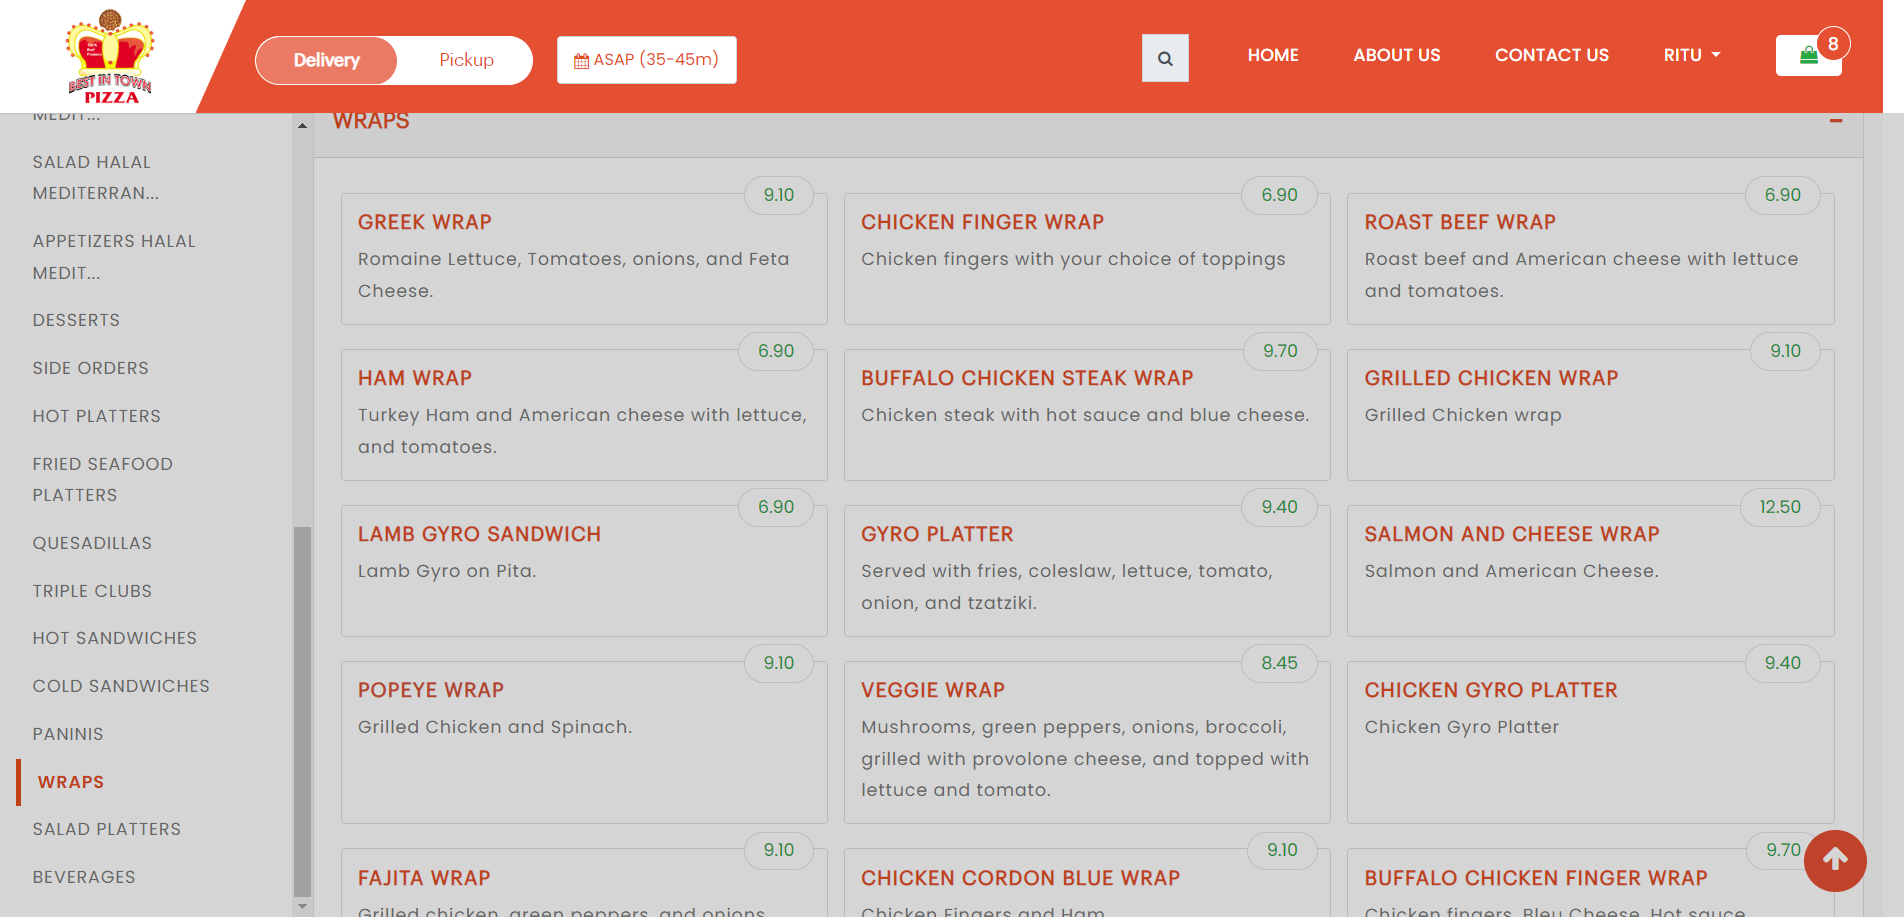 BEST IN TOWN
PIZZA
Delivery
Pickup
ASAP (35-45m)
HOME
ABOUT US
CONTACT US
RITU
8
MEDIT...
SALAD HALAL
MEDITERRAN...
APPETIZERS HALAL
MEDIT...
DESSERTS
SIDE ORDERS
HOT PLATTERS
FRIED SEAFOOD
PLATTERS
QUESADILLAS
TRIPLE CLUBS
HOT SANDWICHES
COLD SANDWICHES
PANINIS
WRAPS
SALAD PLATTERS
BEVERAGES
WRAPS
9.10
GREEK WRAP
Romaine Lettuce, Tomatoes, onions, and Feta
Cheese.
6.90
CHICKEN FINGER WRAP
Chicken fingers with your choice of toppings
6.90
ROAST BEEF WRAP
Roast beef and American cheese with lettuce
and tomatoes.
6.90
HAM WRAP
Turkey Ham and American cheese with lettuce,
and tomatoes.
9.70
BUFFALO CHICKEN STEAK WRAP
Chicken steak with hot sauce and blue cheese.
9.10
GRILLED CHICKEN WRAP
Grilled Chicken wrap
6.90
LAMB GYRO SANDWICH
Lamb Gyro on Pita.
9.40
GYRO PLATTER
Served with fries, coleslaw, lettuce, tomato,
onion, and tzatziki.
12.50
SALMON AND CHEESE WRAP
Salmon and American Cheese.
9.10
POPEYE WRAP
Grilled Chicken and Spinach.
8.45
VEGGIE WRAP
Mushrooms, green peppers, onions, broccoli,
grilled with provolone cheese, and topped with
lettuce and tomato.
9.40
CHICKEN GYRO PLATTER
Chicken Gyro Platter
9.10
FAJITA WRAP
Grilled chicken, green peppers, and onions
9.10
CHICKEN CORDON BLUE WRAP
Chicken Fingers and Ham
9.70
BUFFALO CHICKEN FINGER WRAP
Chicken fingers, Bleu Cheese, Hot sauce